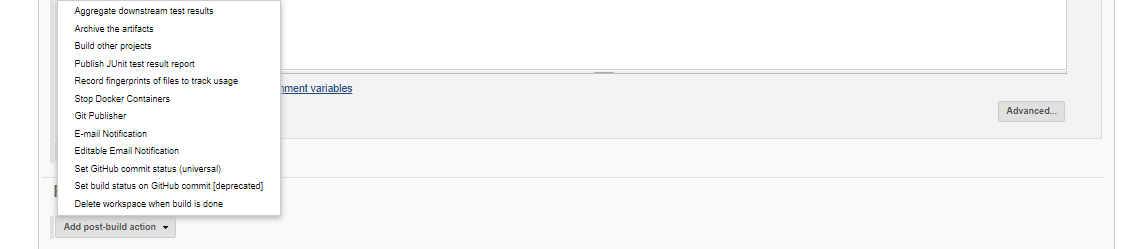 Aggregate downstream test results
Archive the artifacts
Build other projects
Publish JUnit test result report
Record fingerprints of files to track usage
variables
Stop Docker Containers
Advanced...
Git Publisher
E-mail Notification
Editable Email Notification
Set GitHub commit status (universal)
Set build status on GitHub commit [deprecated]
Delete workspace when build is done
Add post-build action